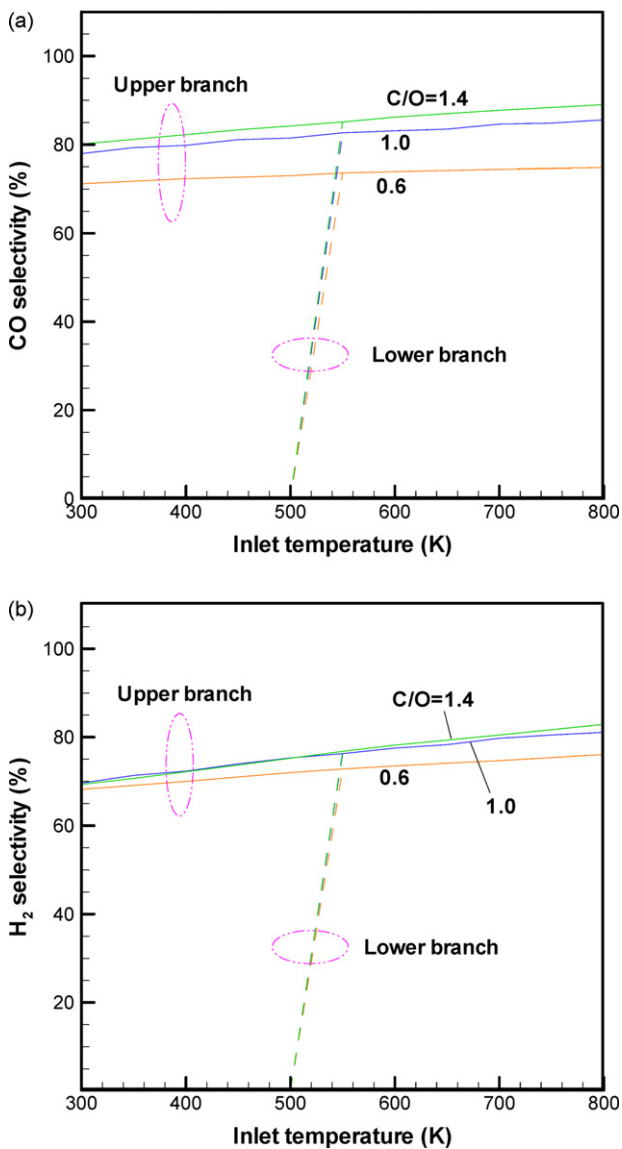 (a)
100
Upper branch
C/O=1.4
80
1.0
0.6
60
CO selectivity (%)
40
Lower branch
20
0
300 400 500 600 700 800
Inlet temperature (K)
(b)
100
Upper branch
C/O=1.4
80
0.6
1.0
60
H₂ selectivity (%)
40
Lower branch
20
300 400 500 600 700 800
Inlet temperature (K)